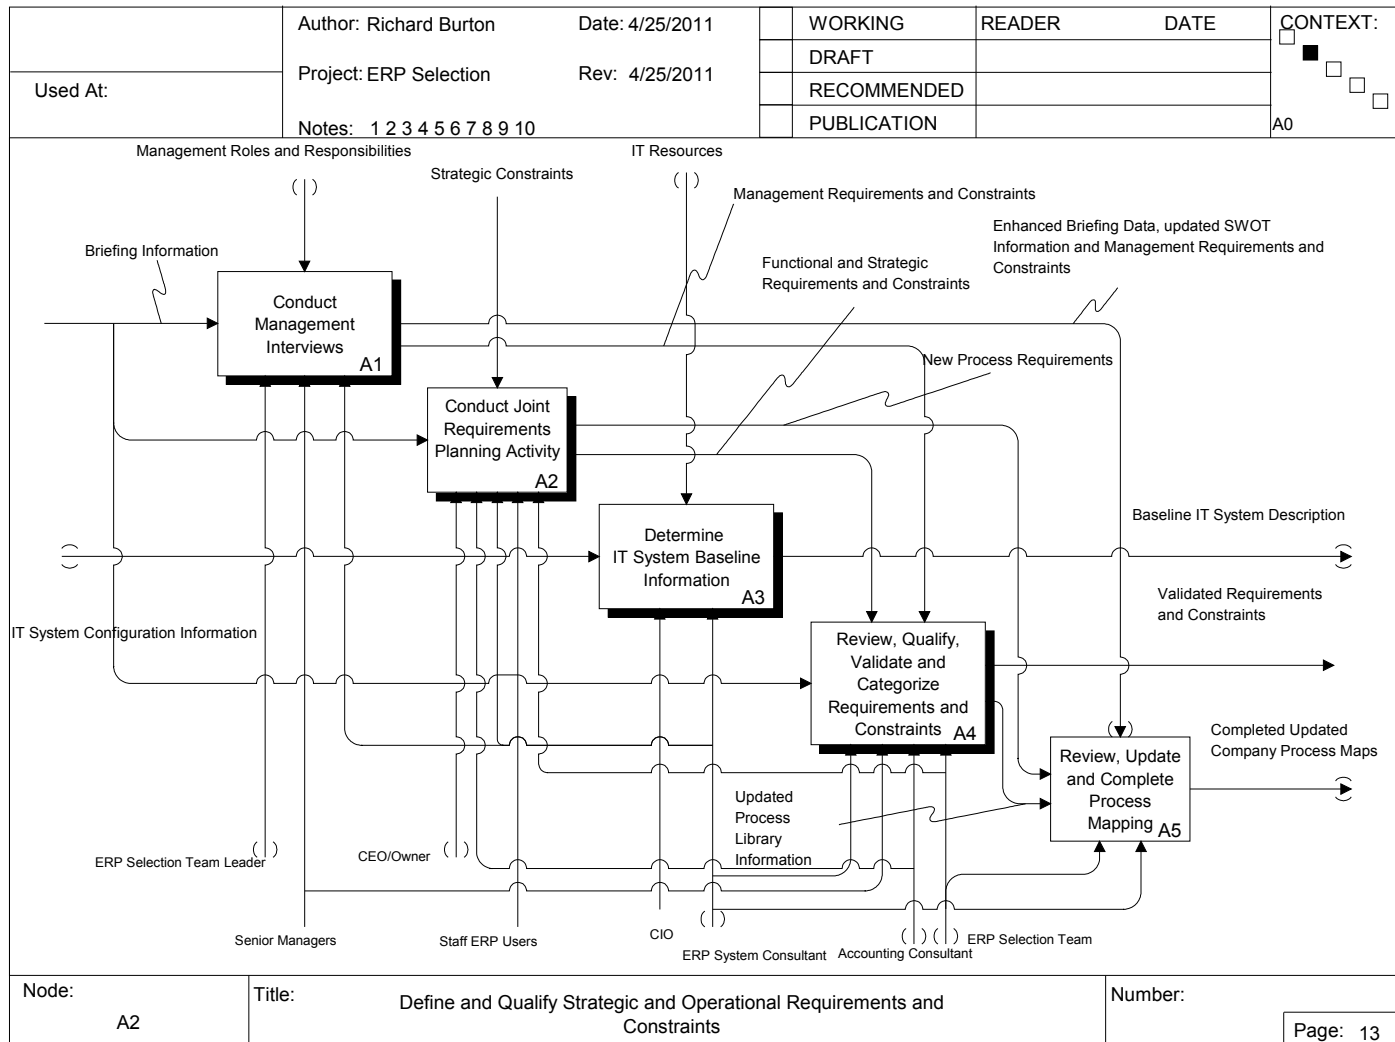 Author: Richard Burton
Date: 4/25/2011
WORKING
READER
DATE
CONTEXT:
DRAFT
Used At:
Project: ERP Selection
Rev: 4/25/2011
RECOMMENDED
Notes: 1 2 3 4 5 6 7 8 9 10
PUBLICATION
A0
Management Roles and Responsibilities
IT Resources
Strategic Constraints
Management Requirements and Constraints
Enhanced Briefing Data, updated SWOT
Information and Management Requirements and
Constraints
Briefing Information
Functional and Strategic
Requirements and Constraints
Conduct
Management
Interviews
A1
New Process Requirements
Conduct Joint
Requirements
Planning Activity
A2
Baseline IT System Description
Determine
IT System Baseline
Information
A3
Validated Requirements
and Constraints
IT System Configuration Information
Review, Qualify,
Validate and
Categorize
Requirements and
Constraints
A4
Completed Updated
Company Process Maps
Review, Update
and Complete
Process
Mapping
A5
Updated
Process
Library
Information
ERP Selection Team Leader
CEO/Owner
Senior Managers
Staff ERP Users
CIO
ERP System Consultant
Accounting Consultant
ERP Selection Team
Node:
A2
Title:
Define and Qualify Strategic and Operational Requirements and
Constraints
Number:
Page: 13